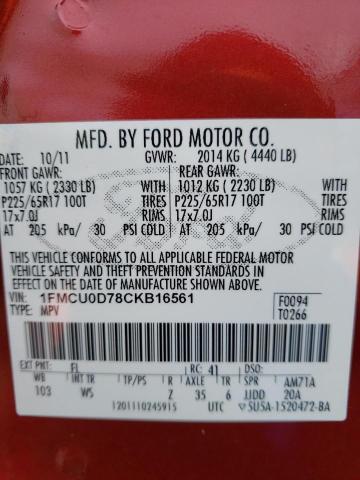 MFD. BY FORD MOTOR CO.
DATE: 10/11 GVWR: 2014 KG ( 4440 LB)
FRONT GAWR: REAR GAWR:
1057 KG ( 2330 LB) WITH 1012 KG ( 2230 LB) WITH
P225/65R17 100T TIRES P225/65R17 100T TIRES
17x7.0J RIMS 17x7.0J RIMS
AT 205 kPa/ 30 PSI COLD AT 205 kPa/ 30 PSI COLD
THIS VEHICLE CONFORMS TO ALL APPLICABLE FEDERAL MOTOR
VEHICLE SAFETY AND BUMPER, AND THEFT PREVENTION STANDARDS IN
EFFECT ON THE DATE OF MANUFACTURE SHOWN ABOVE.
VIN: 1FMCU0D78CKB16561 F0094
TYPE: MPV T0266
EXT PNT: FL RC: 41 DSO:
WB INT TR TP/PS R AXLE TR SPR AM71A
103 WS Z 35 6 JJDD 20A
1201110245915 UTC SUSA-1520472-BA